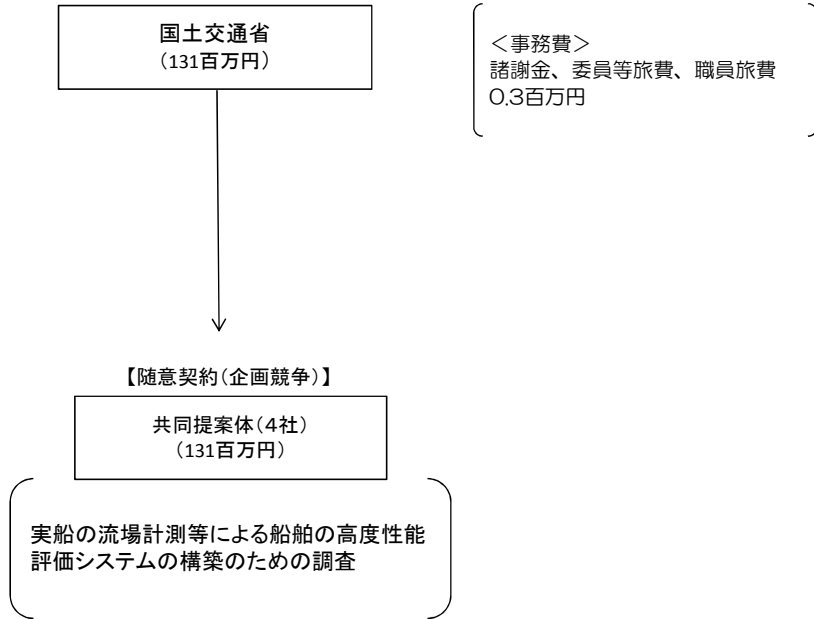 国土交通省
（131百万円）
＜事務費＞
諸謝金、委員等旅費、職員旅費
0.3百万円
【随意契約（企画競争）】
共同提案体（4社）
（131百万円）
実船の流場計測等による船舶の高度性能
評価システムの構築のための調査